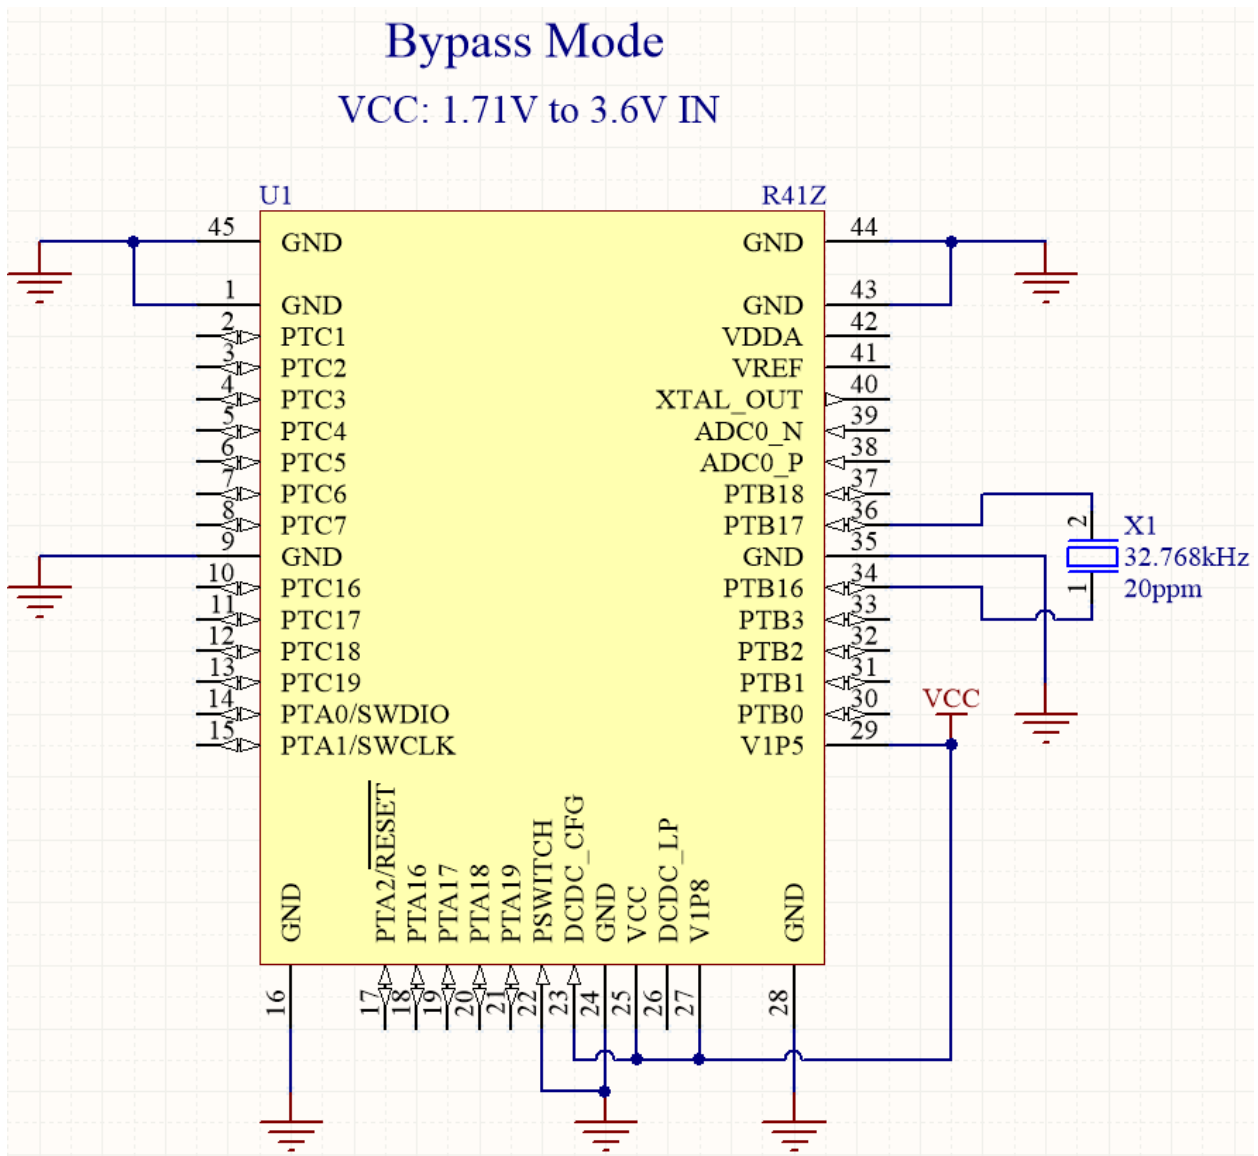 Bypass Mode
VCC: 1.71V to 3.6V IN
U1 R41Z
45 GND GND 44
1 GND GND 43
2 PTC1 VDDA 42
3 PTC2 VREF 41
4 PTC3 XTAL_OUT 40
5 PTC4 ADC0_N 39
6 PTC5 ADC0_P 38
7 PTC6 PTB18 37
8 PTC7 PTB17 36
9 GND GND 35
10 PTC16 PTB16 34
11 PTC17 PTB3 33
12 PTC18 PTB2 32
13 PTC19 PTB1 31
14 PTA0/SWDIO PTB0 30
15 PTA1/SWCLK V1P5 29
2 X1
32.768kHz
1 20ppm
VCC
GND
PTA2/RESET
PTA16
PTA17
PTA18
PTA19
PSWITCH
DCDC_CFG
GND
VCC
DCDC_LP
V1P8
GND
16
17
18
19
20
21
22
23
24
25
26
27
28